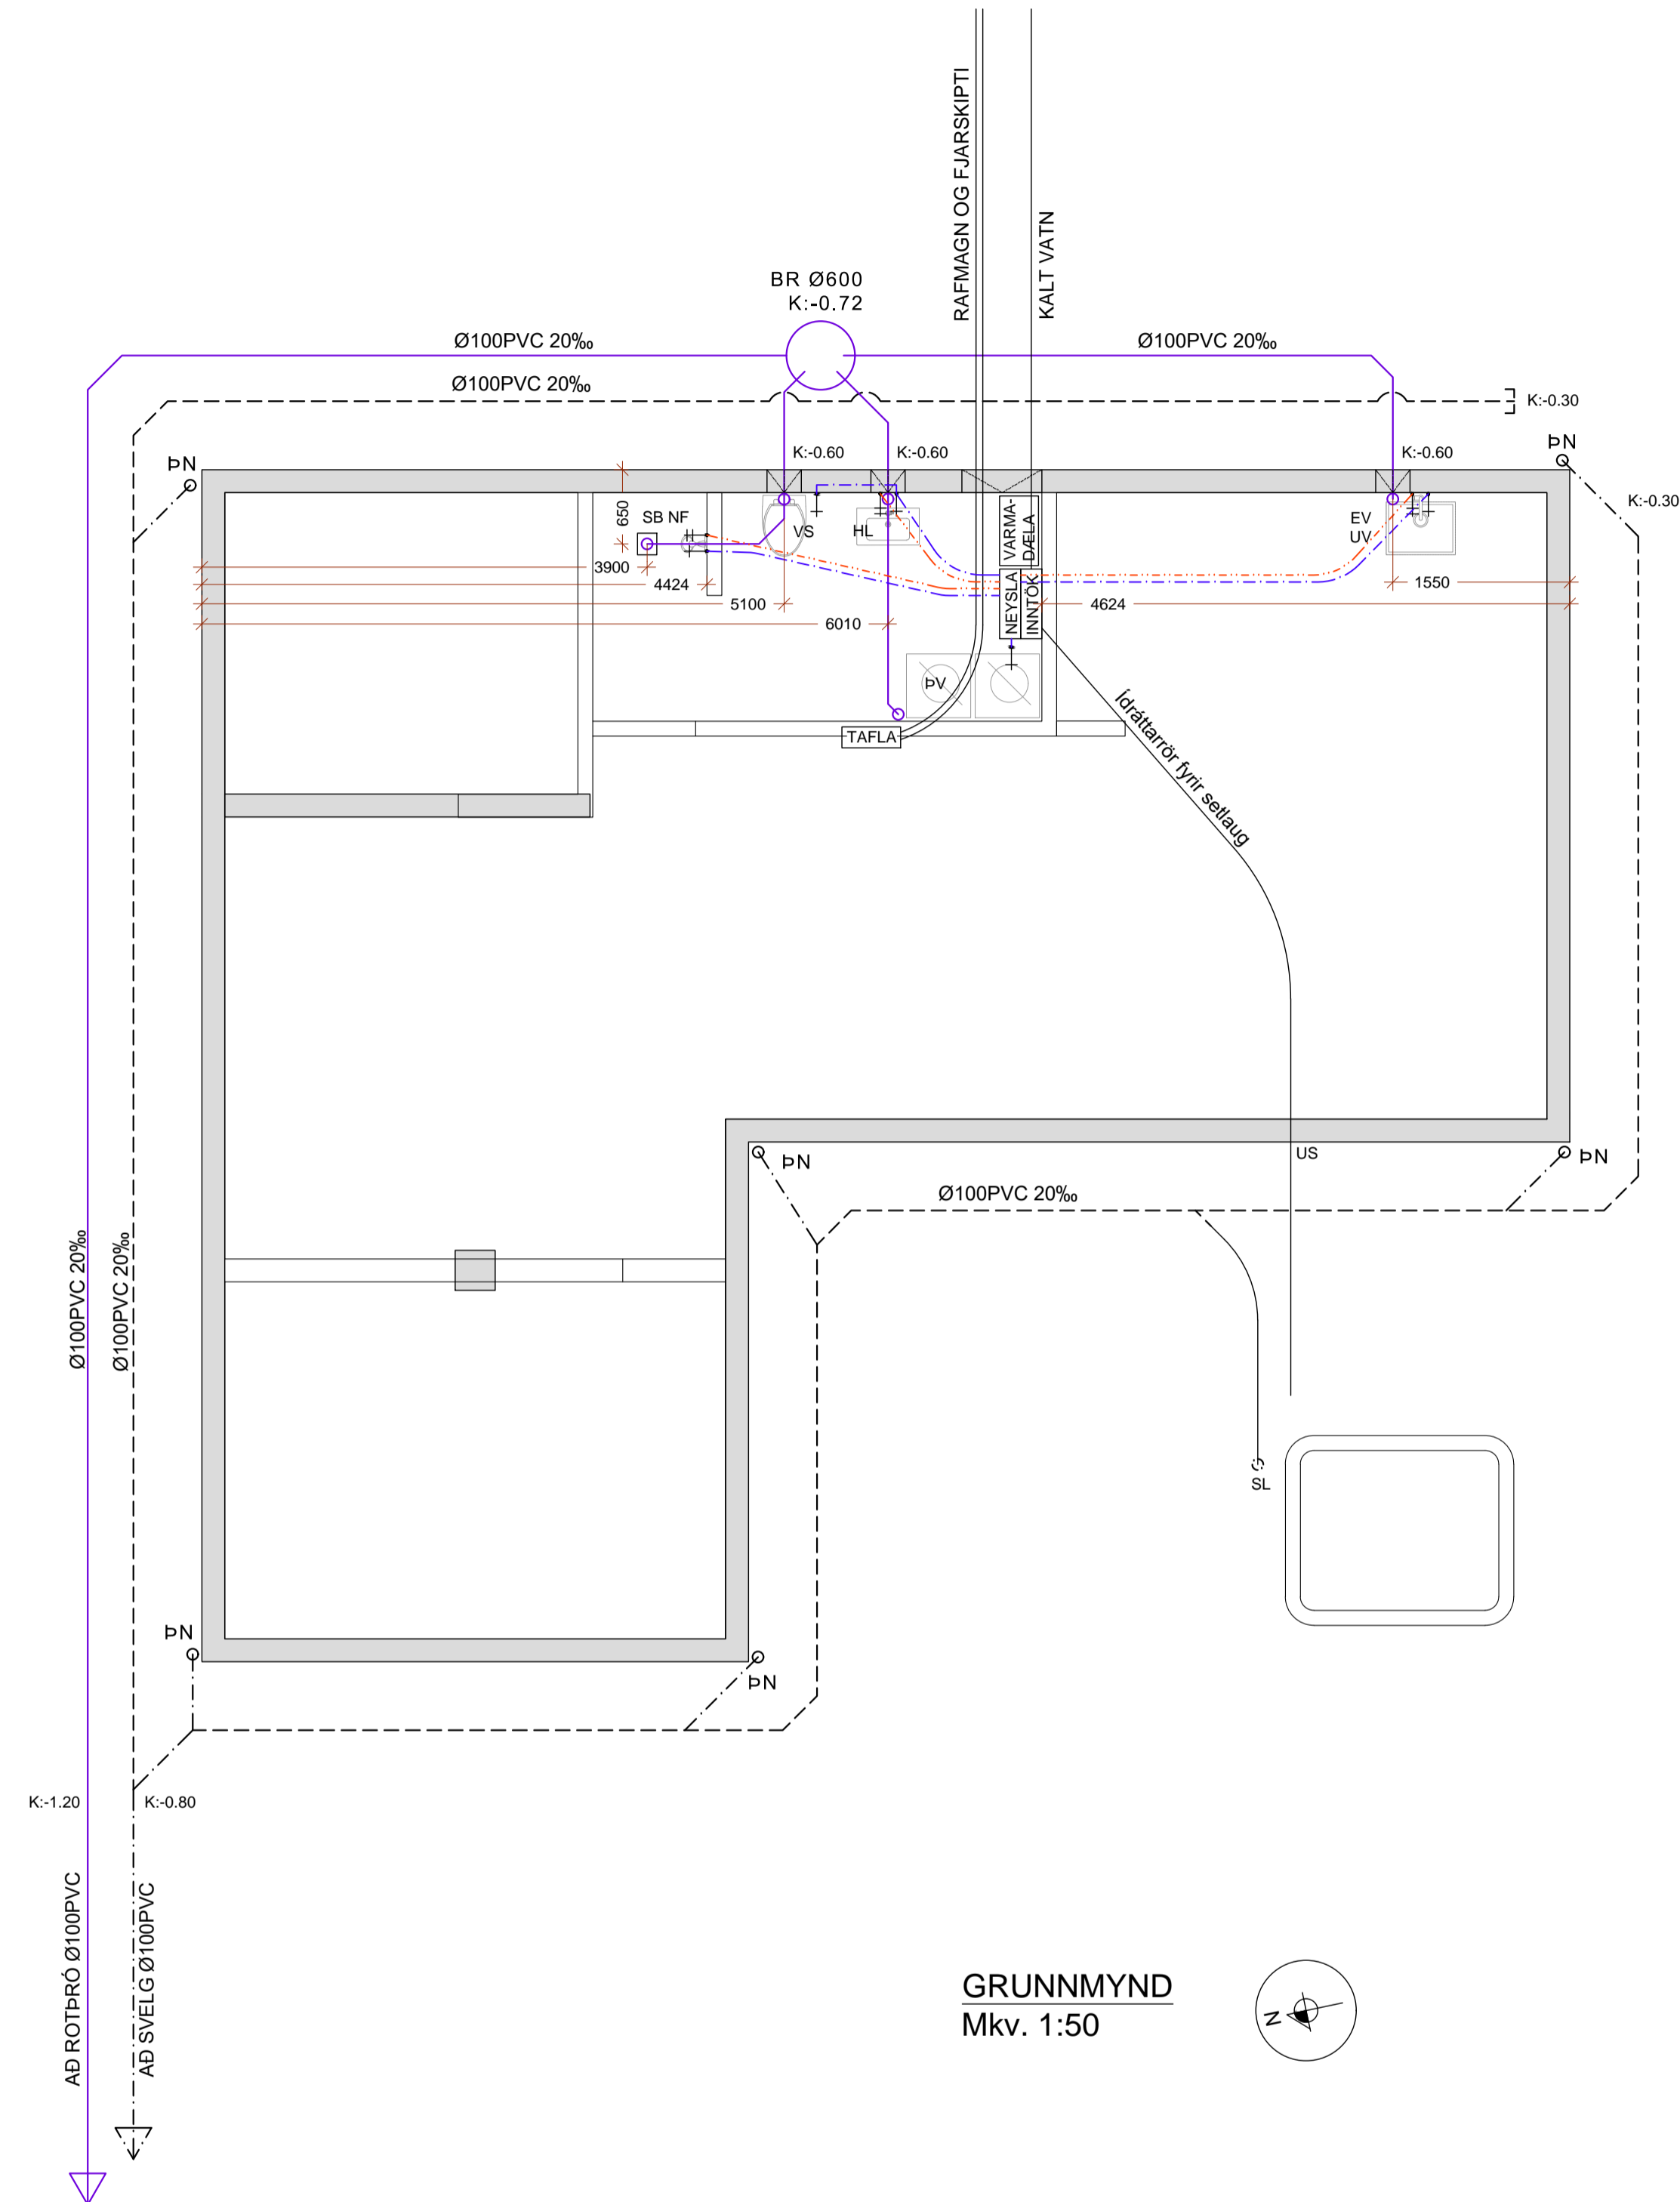 RAFMAGN OG FJARSKIPTI
KALT VATN
BR Ø600
K:-0.72
Ø100PVC 20‰
Ø100PVC 20‰
Ø100PVC 20‰
K:-0.30
ÞN
K:-0.60
K:-0.60
K:-0.60
ÞN
K:-0.30
650
SB NF
VS
HL
VARMA-
DÆLA
EV
UV
3900
4424
5100
6010
NEYSLA
INNTÖK
4624
1550
ÞV
TAFLA
Ídráttarrör fyrir setlaug
ÞN
US
ÞN
Ø100PVC 20‰
Ø100PVC 20‰
Ø100PVC 20‰
SL
ÞN
ÞN
K:-1.20
K:-0.80
AÐ ROTÞRÓ Ø100PVC
AÐ SVELG Ø100PVC
GRUNNMYND
Mkv. 1:50
N